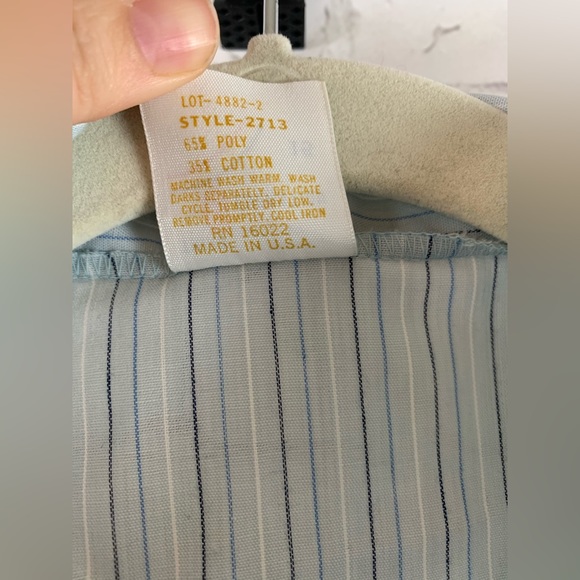 LOT-4882-2
STYLE-2713
65% POLY
35% COTTON
MACHINE WASH WARM. WASH
DARKS SEPARATELY. DELICATE
CYCLE. TUMBLE DRY LOW.
REMOVE PROMPTLY. COOL IRON
RN 16022
MADE IN U.S.A.